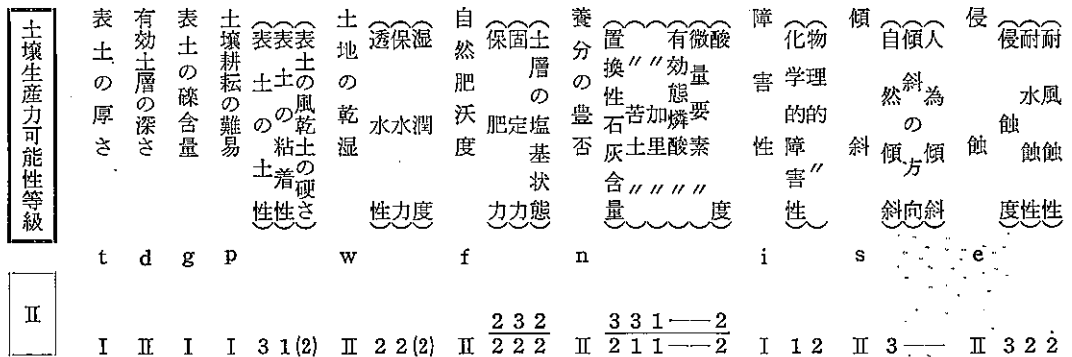 土壌生産力可能性等級
表土の厚さ
有効土層の深さ
表土の礫含量
土壌耕耘の難易
(表土の土性)
(表土の粘着性)
(表土の風乾土の硬さ)
土地の乾湿
(透水性)
(保水力)
(湿潤度)
自然肥沃度
(保肥力)
(固定力)
(土層の塩基状態)
養分の豊否
(置換性石灰含量)
(〃苦土〃)
(〃加里〃)
(有効態燐酸〃)
(微量要素〃)
(酸度)
障害性
(化学的障害性)
(物理的〃)
傾斜
(自然傾斜)
(傾斜の方向)
(人為傾斜)
侵蝕
(侵蝕度)
(耐水蝕性)
(耐風蝕性)
t d g p w f n i s e
Ⅱ
2 3 2 3 3 1 — — 2
Ⅰ Ⅱ Ⅰ Ⅰ 3 1 (2) Ⅱ 2 2 (2) Ⅱ 2 2 2 Ⅱ 2 1 1 — — 2 Ⅰ 1 2 Ⅱ 3 — — Ⅱ 3 2 2